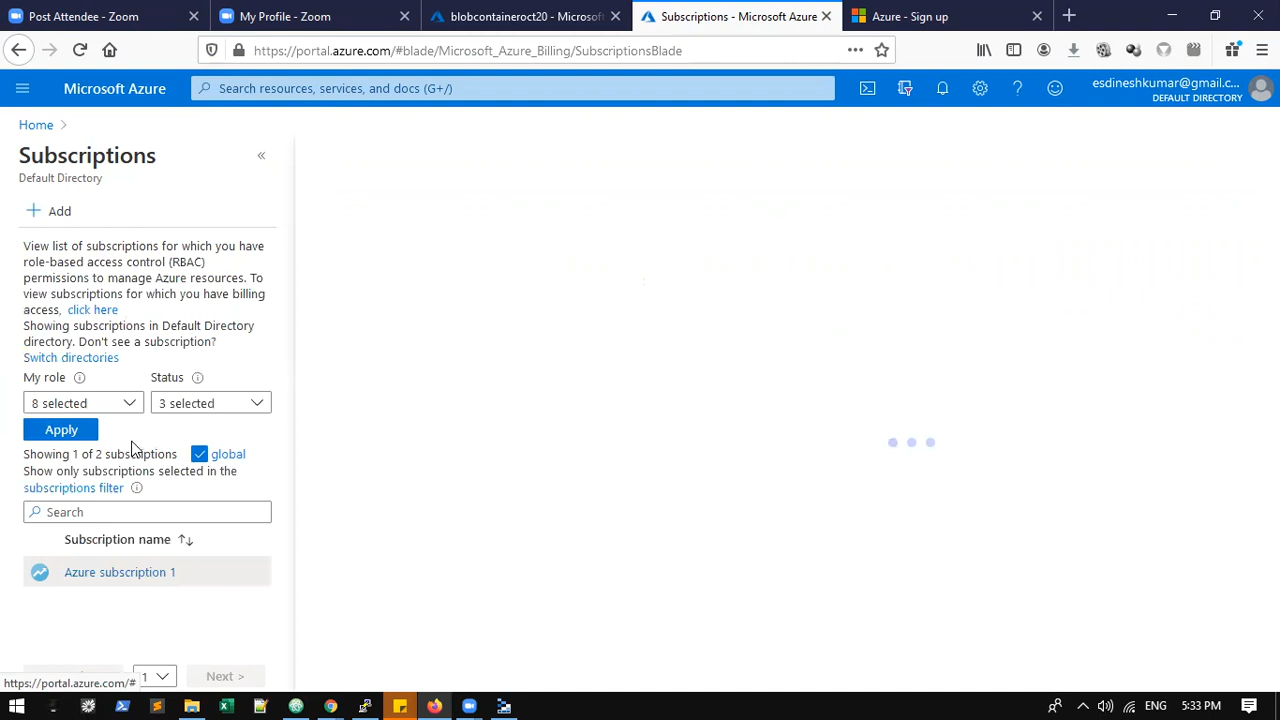 Post Attendee - Zoom
My Profile - Zoom
blobcontaineroct20 - Microsoft
Subscriptions - Microsoft Azure
Azure - Sign up
https://portal.azure.com/#blade/Microsoft_Azure_Billing/SubscriptionsBlade
Microsoft Azure
Search resources, services, and docs (G+/)
esdineshkumar@gmail.c...
DEFAULT DIRECTORY
Home
Subscriptions
Default Directory
Add
View list of subscriptions for which you have
role-based access control (RBAC)
permissions to manage Azure resources. To
view subscriptions for which you have billing
access, click here
Showing subscriptions in Default Directory
directory. Don't see a subscription?
Switch directories
My role
Status
8 selected
3 selected
Apply
Showing 1 of 2 subscriptions
global
Show only subscriptions selected in the
subscriptions filter
Search
Subscription name
Azure subscription 1
1
Next >
https://portal.azure.com/#
ENG
5:33 PM